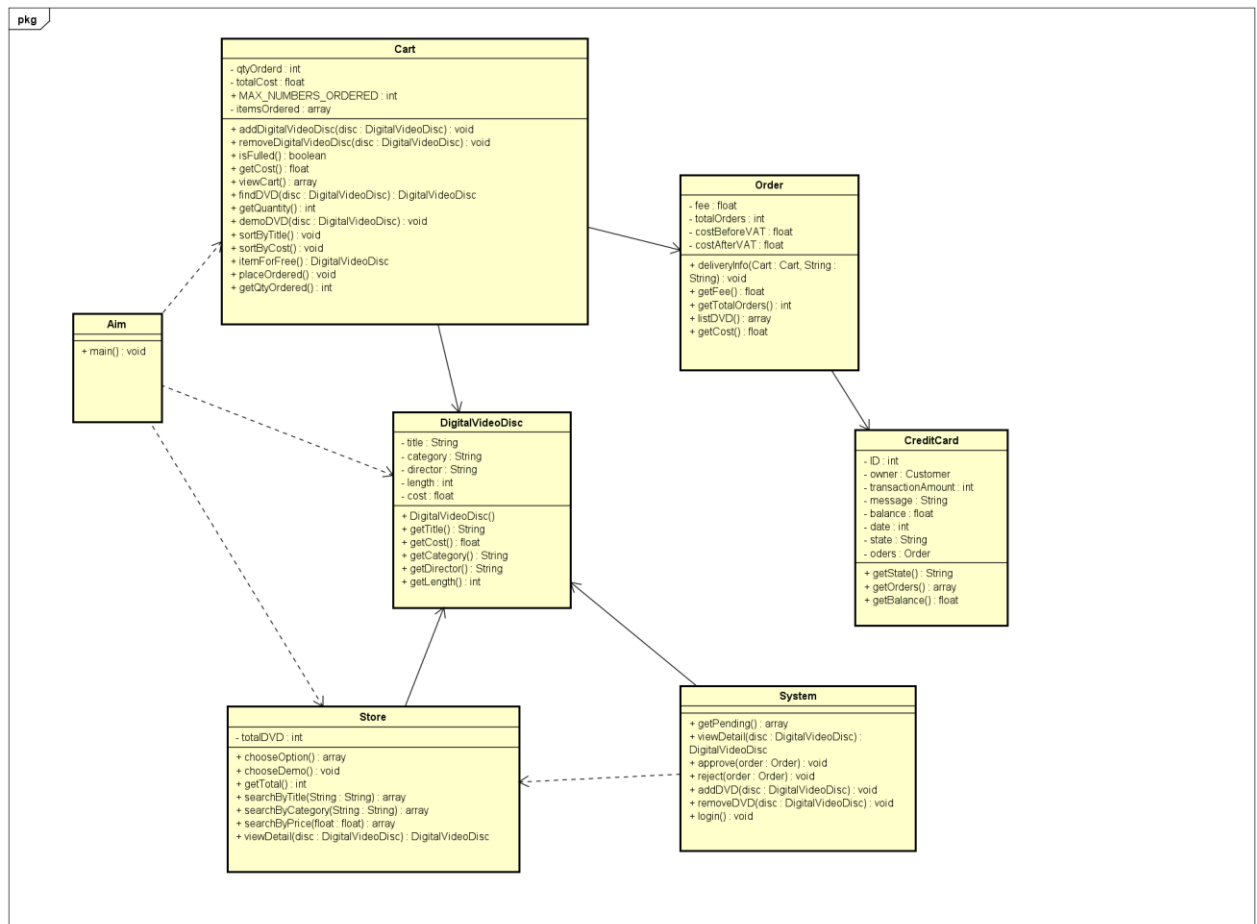 pkg
Cart
- qtyOrderd : int
- totalCost : float
+ MAX_NUMBERS_ORDERED : int
- itemsOrdered : array
+ addDigitalVideoDisc(disc : DigitalVideoDisc) : void
+ removeDigitalVideoDisc(disc : DigitalVideoDisc) : void
+ isFulled() : boolean
+ getCost() : float
+ viewCart() : array
+ findDVD(disc : DigitalVideoDisc) : DigitalVideoDisc
+ getQuantity() : int
+ demoDVD(disc : DigitalVideoDisc) : void
+ sortByTitle() : void
+ sortByCost() : void
+ itemForFree() : DigitalVideoDisc
+ placeOrdered() : void
+ getQtyOrdered() : int
Order
- fee : float
- totalOrders : int
- costBeforeVAT : float
- costAfterVAT : float
+ deliveryInfo(Cart : Cart, String :
String) : void
+ getFee() : float
+ getTotalOrders() : int
+ listDVD() : array
+ getCost() : float
Aim
+ main() : void
DigitalVideoDisc
- title : String
- category : String
- director : String
- length : int
- cost : float
+ DigitalVideoDisc()
+ getTitle() : String
+ getCost() : float
+ getCategory() : String
+ getDirector() : String
+ getLength() : int
CreditCard
- ID : int
- owner : Customer
- transactionAmount : int
- message : String
- balance : float
- date : int
- state : String
- oders : Order
+ getState() : String
+ getOrders() : array
+ getBalance() : float
Store
- totalDVD : int
+ chooseOption() : array
+ chooseDemo() : void
+ getTotal() : int
+ searchByTitle(String : String) : array
+ searchByCategory(String : String) : array
+ searchByPrice(float : float) : array
+ viewDetail(disc : DigitalVideoDisc) : DigitalVideoDisc
System
+ getPending() : array
+ viewDetail(disc : DigitalVideoDisc) :
DigitalVideoDisc
+ approve(order : Order) : void
+ reject(order : Order) : void
+ addDVD(disc : DigitalVideoDisc) : void
+ removeDVD(disc : DigitalVideoDisc) : void
+ login() : void